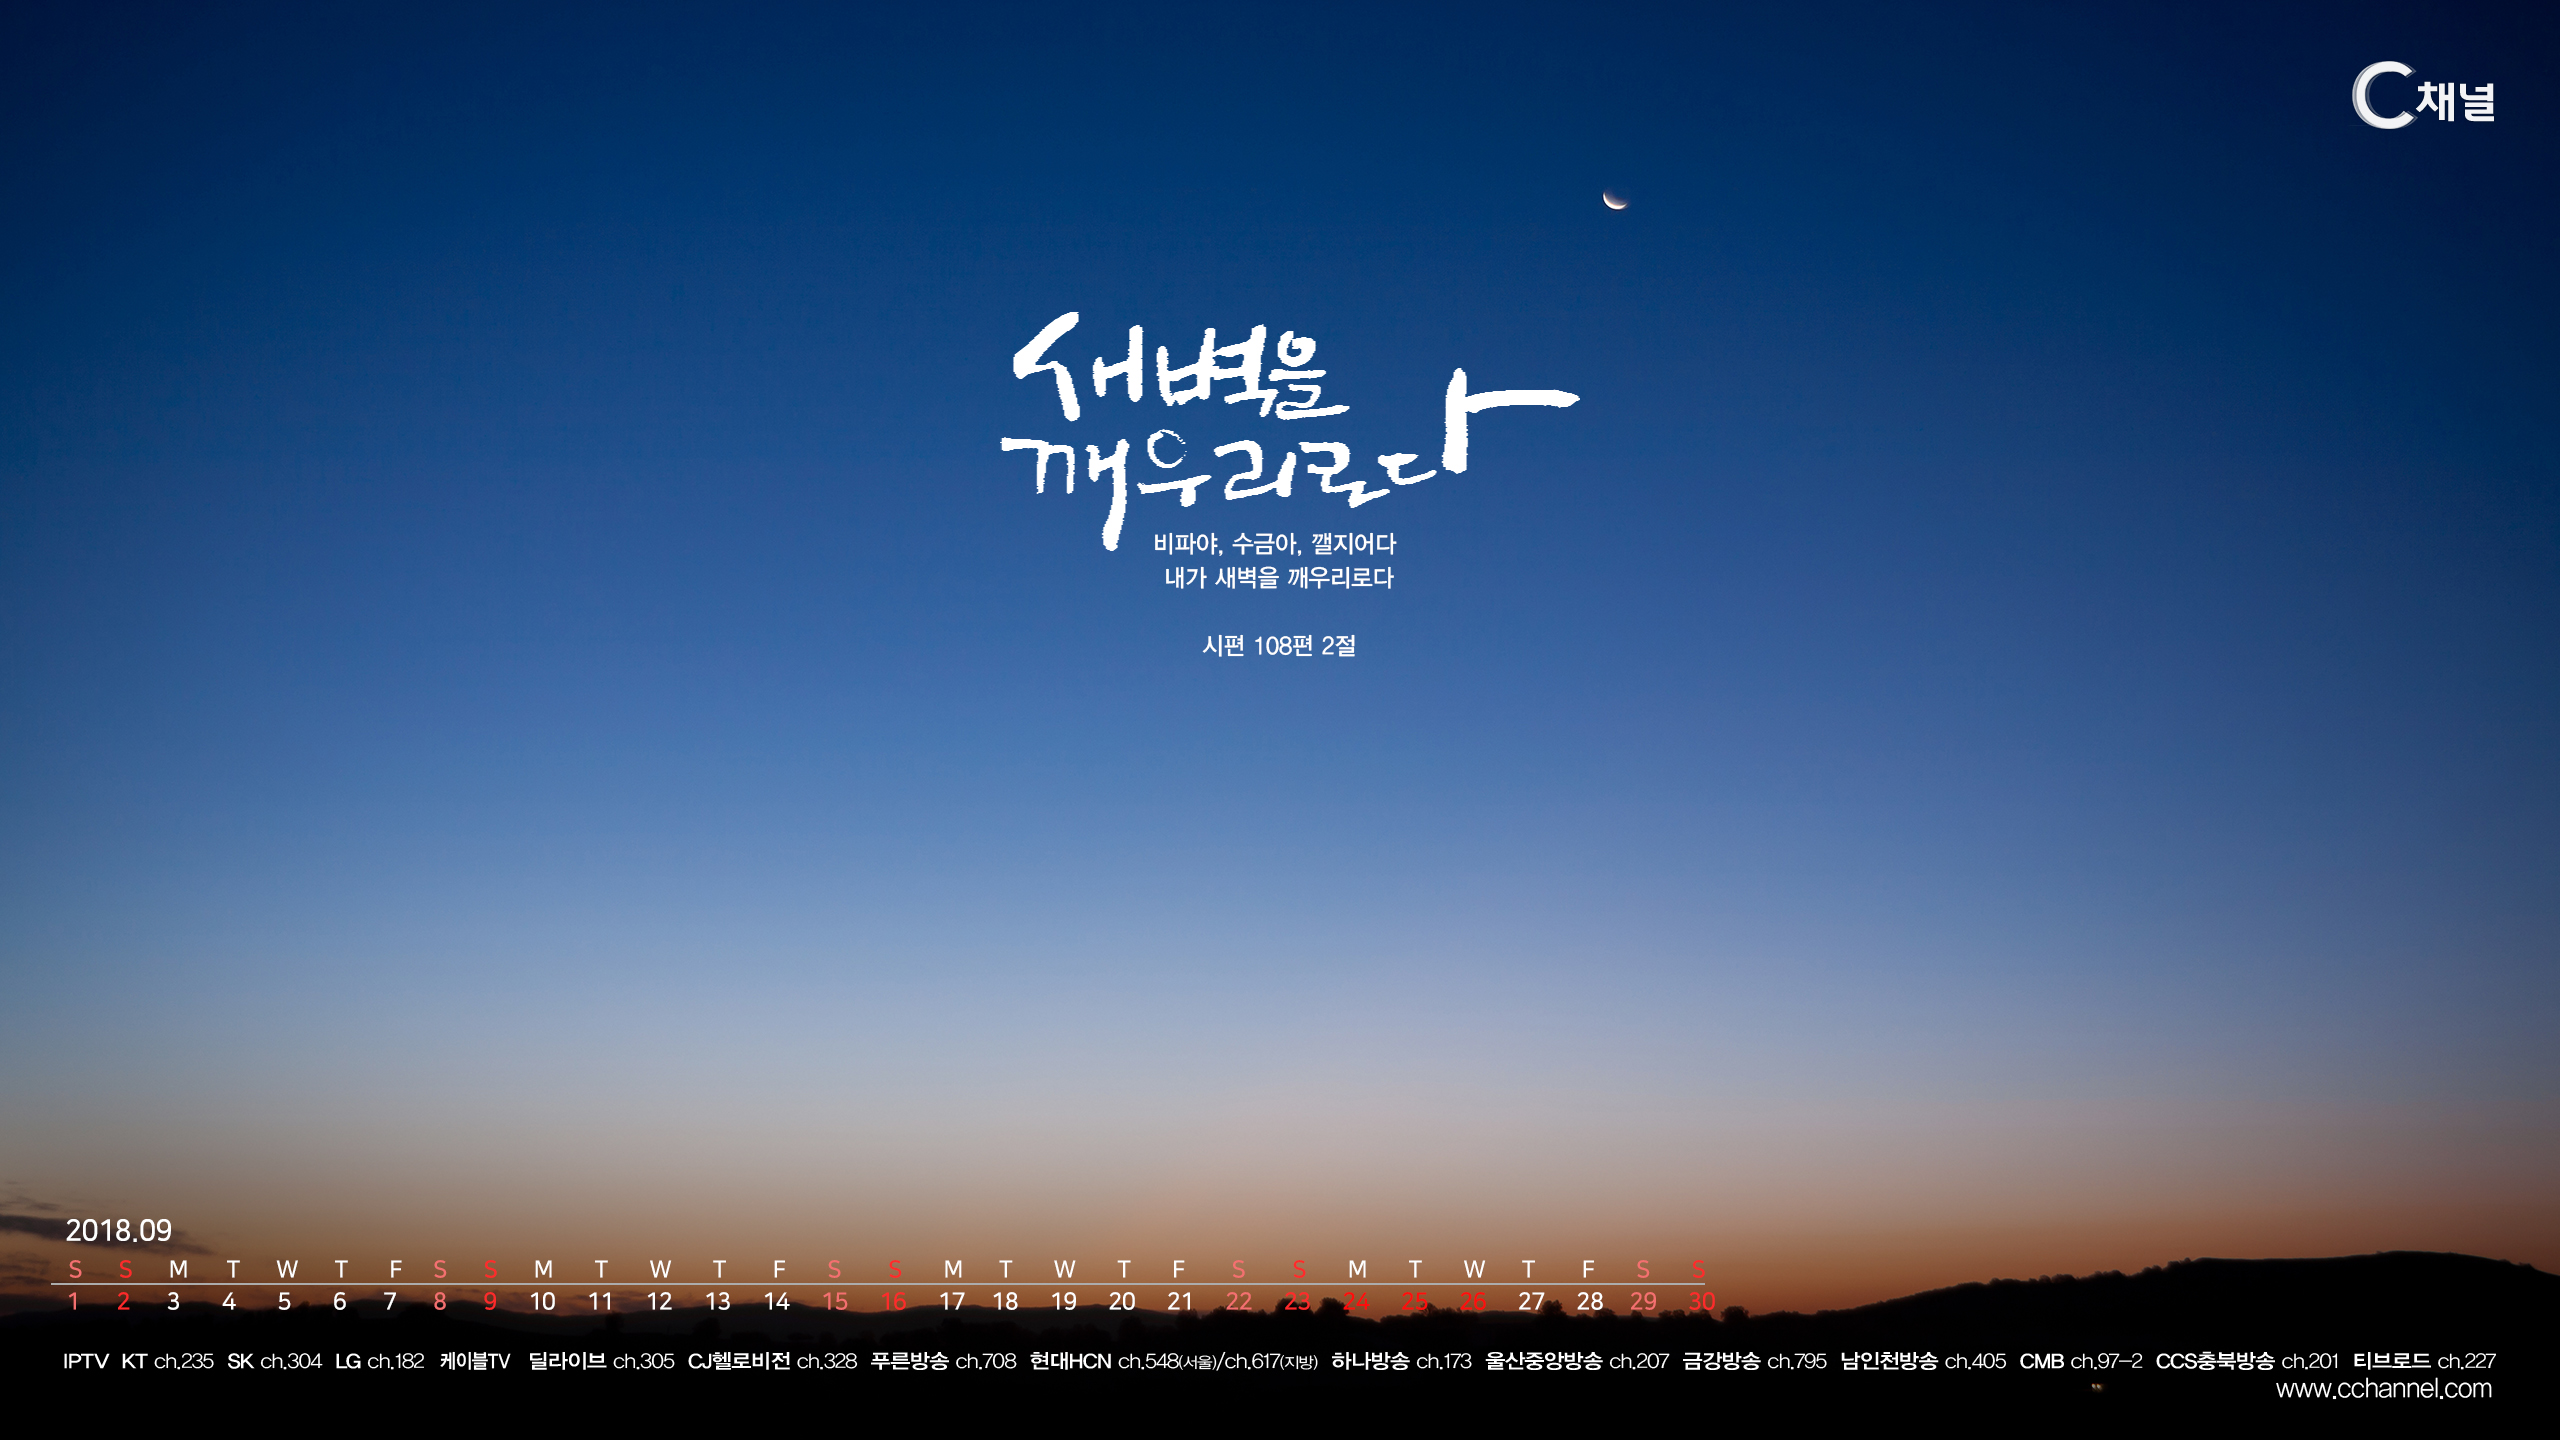 C채널
새벽을
깨우리로다
비파야, 수금아, 깰지어다
내가 새벽을 깨우리로다
시편 108편 2절
2018.09
S S M T W T F S S M T W T F S S M T W T F S S M T W T F S S
1 2 3 4 5 6 7 8 9 10 11 12 13 14 15 16 17 18 19 20 21 22 23 24 25 26 27 28 29 30
IPTV KT ch.235 SK ch.304 LG ch.182 케이블TV 딜라이브 ch.305 CJ헬로비전 ch.328 푸른방송 ch.708 현대HCN ch.548(서울)/ch.617(지방) 하나방송 ch.173 울산중앙방송 ch.207 금강방송 ch.795 남인천방송 ch.405 CMB ch.97-2 CCS충북방송 ch.201 티브로드 ch.227
www.cchannel.com